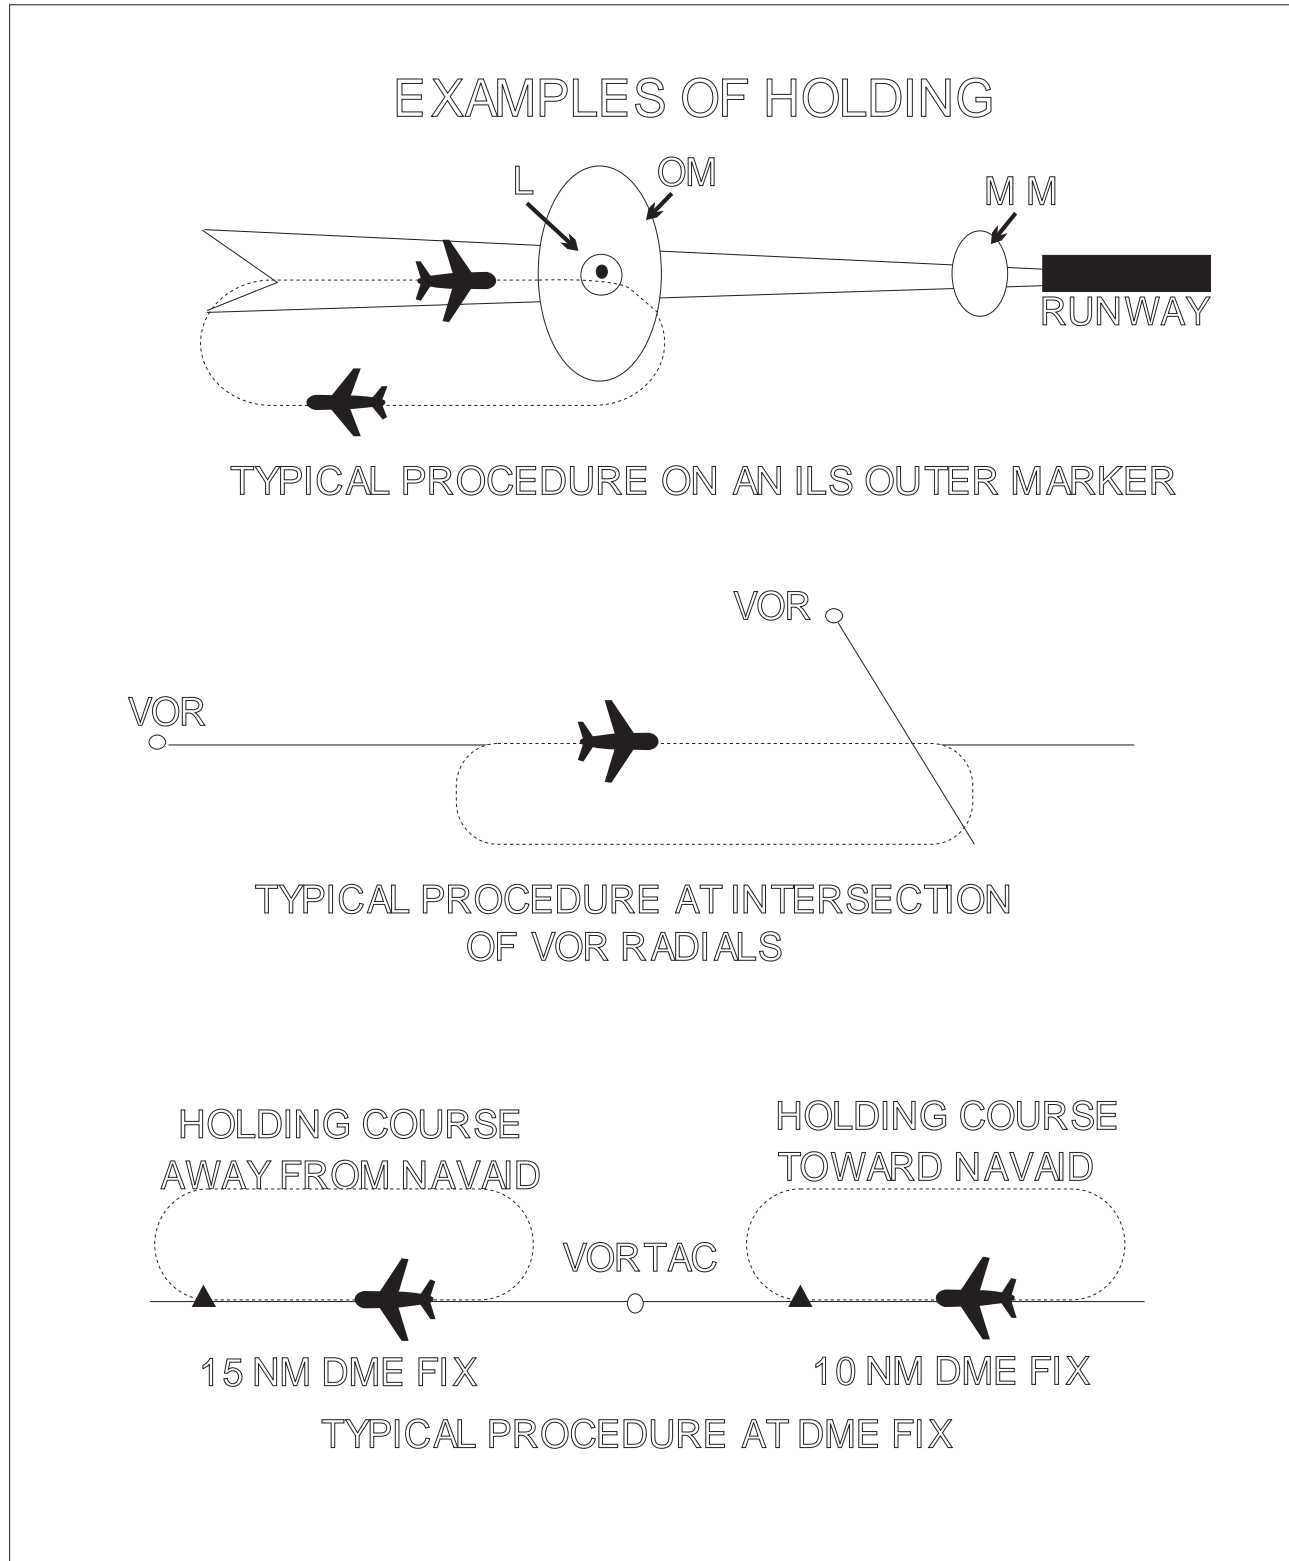 EXAMPLES OF HOLDING
L
OM
M M
RUNWAY
TYPICAL PROCEDURE ON AN ILS OUTER MARKER
VOR
VOR
TYPICAL PROCEDURE AT INTERSECTION
OF VOR RADIALS
HOLDING COURSE
AWAY FROM NAVAID
HOLDING COURSE
TOWARD NAVAID
VORTAC
15 NM DME FIX
10 NM DME FIX
TYPICAL PROCEDURE AT DME FIX